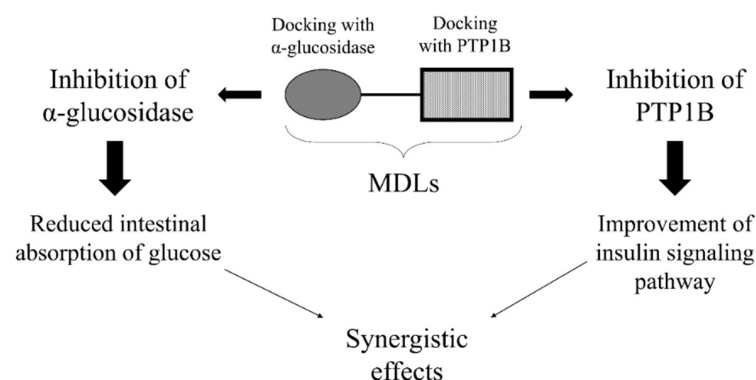 Docking with
α-glucosidase
Docking
with PTP1B
Inhibition of
α-glucosidase
Inhibition of
PTP1B
MDLs
Reduced intestinal
absorption of glucose
Improvement of
insulin signaling
pathway
Synergistic
effects